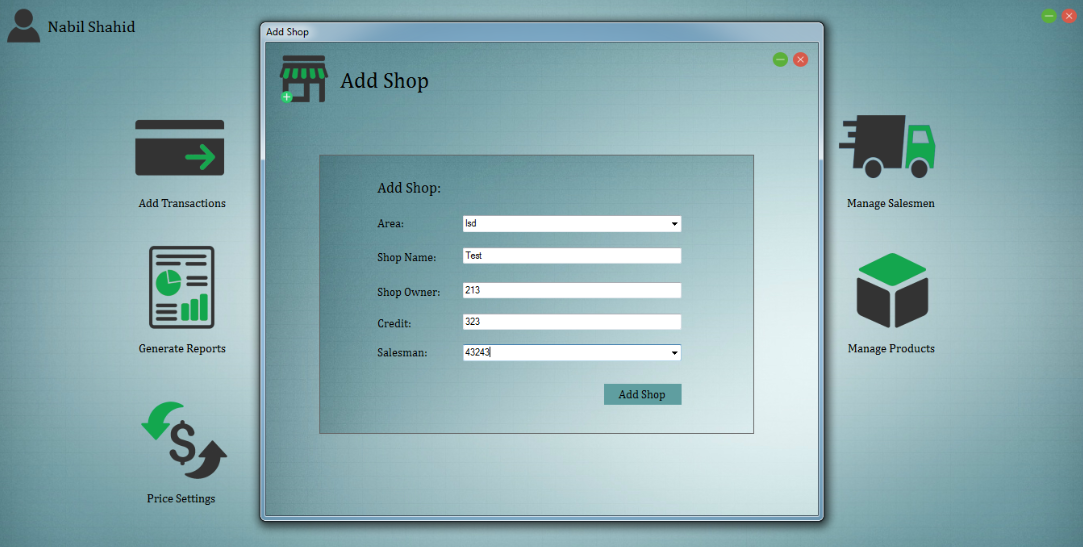 Nabil Shahid
Add Shop
Add Shop
Add Transactions
Generate Reports
$
Price Settings
Add Shop:
Area: lsd
Shop Name: Test
Shop Owner: 213
Credit: 323
Salesman: 43243
Add Shop
Manage Salesmen
Manage Products